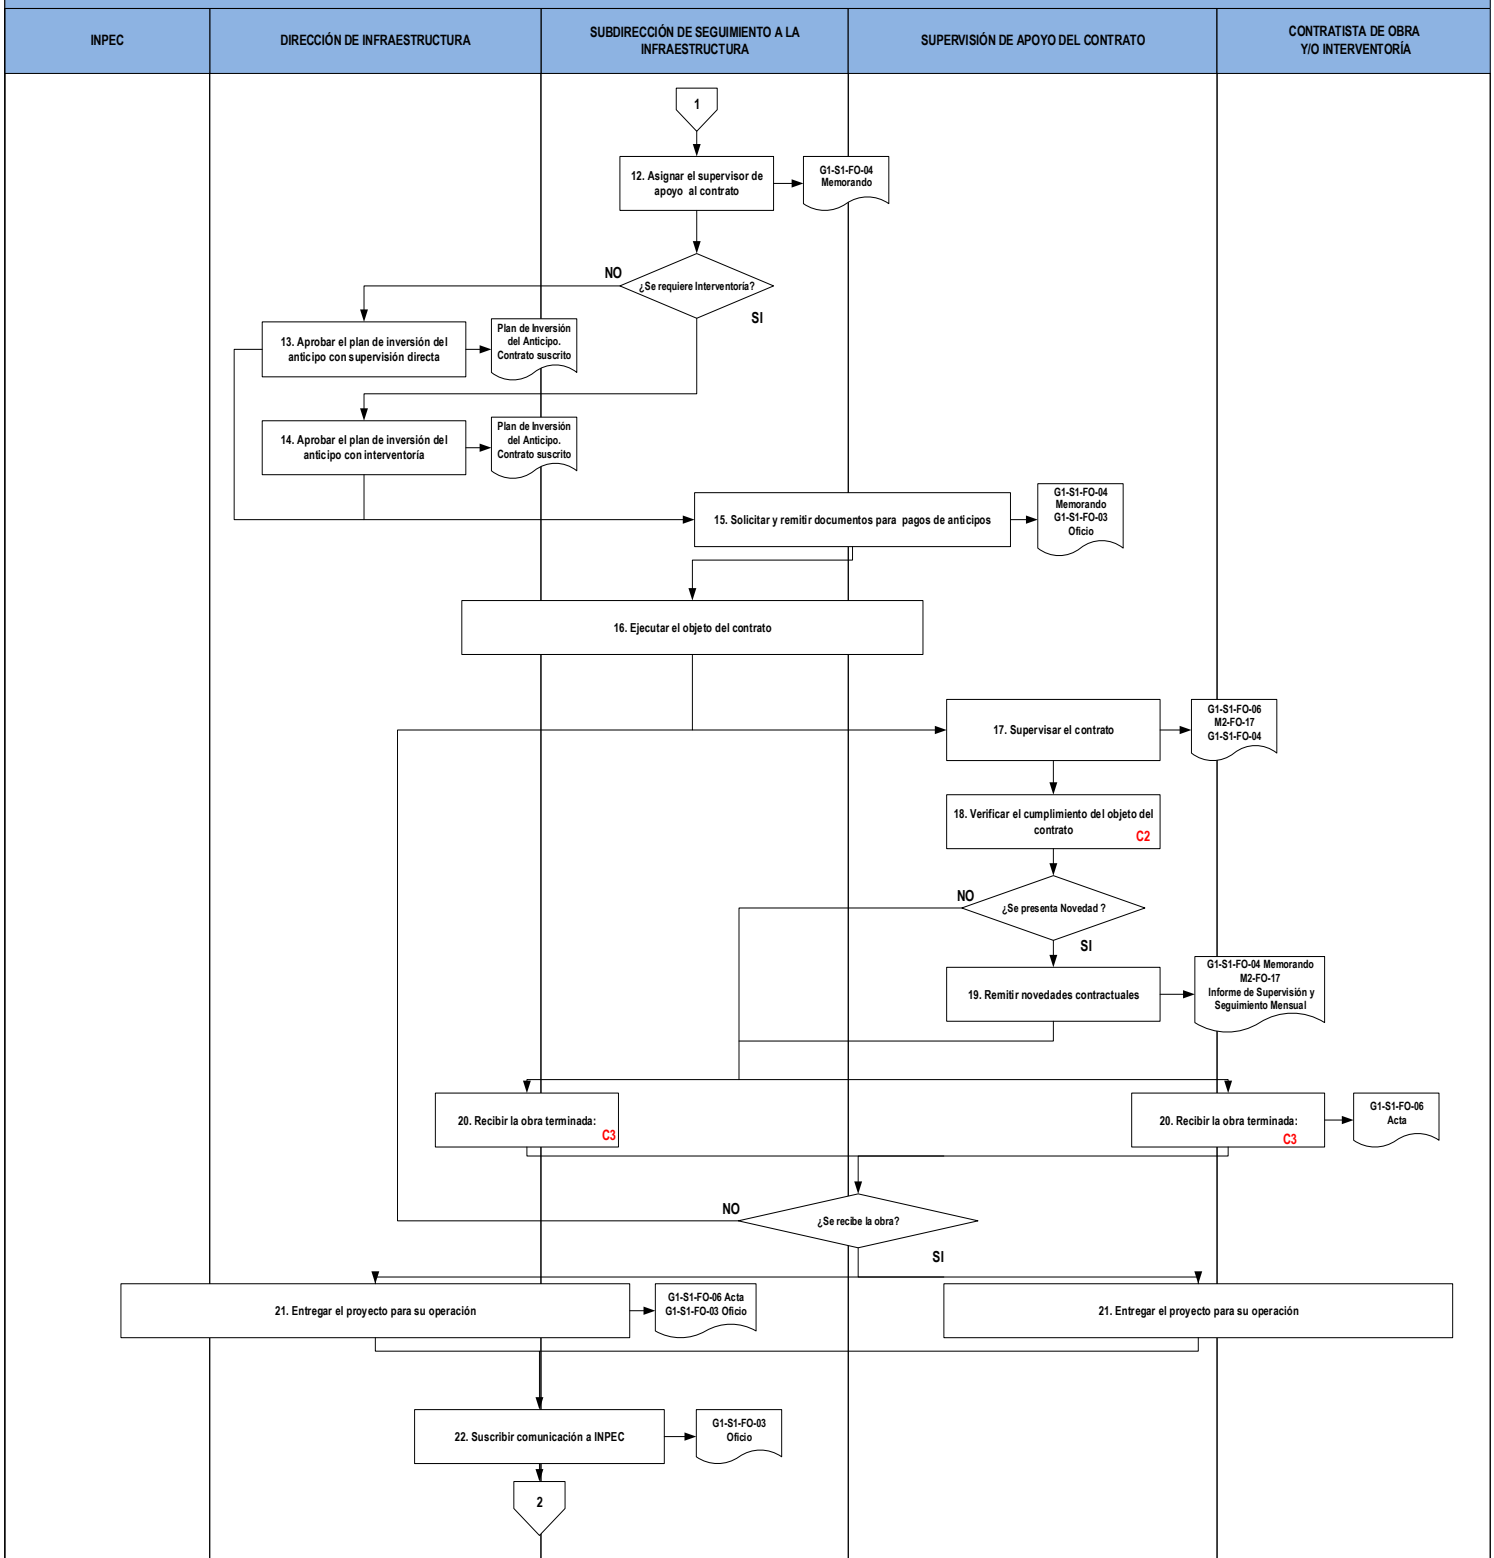 INPEC
DIRECCIÓN DE INFRAESTRUCTURA
SUBDIRECCIÓN DE SEGUIMIENTO A LA
INFRAESTRUCTURA
SUPERVISIÓN DE APOYO DEL CONTRATO
CONTRATISTA DE OBRA
Y/O INTERVENTORÍA
1
12. Asignar el supervisor de
apoyo al contrato
G1-S1-FO-04
Memorando
¿Se requiere Interventoría?
NO
SI
13. Aprobar el plan de inversión del
anticipo con supervisión directa
Plan de Inversión
del Anticipo.
Contrato suscrito
14. Aprobar el plan de inversión del
anticipo con interventoría
Plan de Inversión
del Anticipo.
Contrato suscrito
15. Solicitar y remitir documentos para pagos de anticipos
G1-S1-FO-04
Memorando
G1-S1-FO-03
Oficio
16. Ejecutar el objeto del contrato
17. Supervisar el contrato
G1-S1-FO-06
M2-FO-17
G1-S1-FO-04
18. Verificar el cumplimiento del objeto del
contrato
C2
¿Se presenta Novedad ?
NO
SI
19. Remitir novedades contractuales
G1-S1-FO-04 Memorando
M2-FO-17
Informe de Supervisión y
Seguimiento Mensual
20. Recibir la obra terminada:
C3
20. Recibir la obra terminada:
C3
G1-S1-FO-06
Acta
¿Se recibe la obra?
NO
SI
21. Entregar el proyecto para su operación
G1-S1-FO-06 Acta
G1-S1-FO-03 Oficio
21. Entregar el proyecto para su operación
22. Suscribir comunicación a INPEC
G1-S1-FO-03
Oficio
2